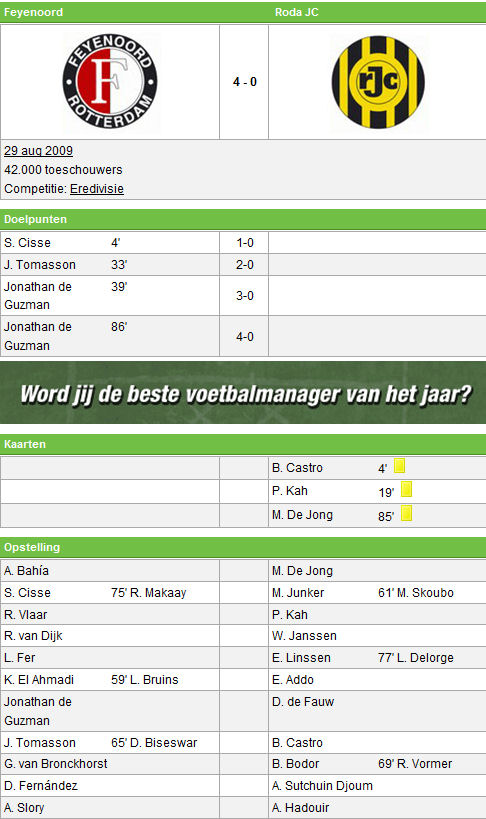 Feyenoord Roda JC
FEYENOORD
F
ROTTERDAM
4 - 0
rJc
29 aug 2009
42.000 toeschouwers
Competitie: Eredivisie
Doelpunten
S. Cisse 4' 1-0
J. Tomasson 33' 2-0
Jonathan de 39' 3-0
Guzman
Jonathan de 86' 4-0
Guzman
Word jij de beste voetbalmanager van het jaar?
Kaarten
B. Castro 4'
P. Kah 19'
M. De Jong 85'
Opstelling
A. Bahía M. De Jong
S. Cisse 75' R. Makaay M. Junker 61' M. Skoubo
R. Vlaar P. Kah
R. van Dijk W. Janssen
L. Fer E. Linssen 77' L. Delorge
K. El Ahmadi 59' L. Bruins E. Addo
Jonathan de D. de Fauw
Guzman
J. Tomasson 65' D. Biseswar B. Castro
G. van Bronckhorst B. Bodor 69' R. Vormer
D. Fernández A. Sutchuin Djoum
A. Slory A. Hadouir